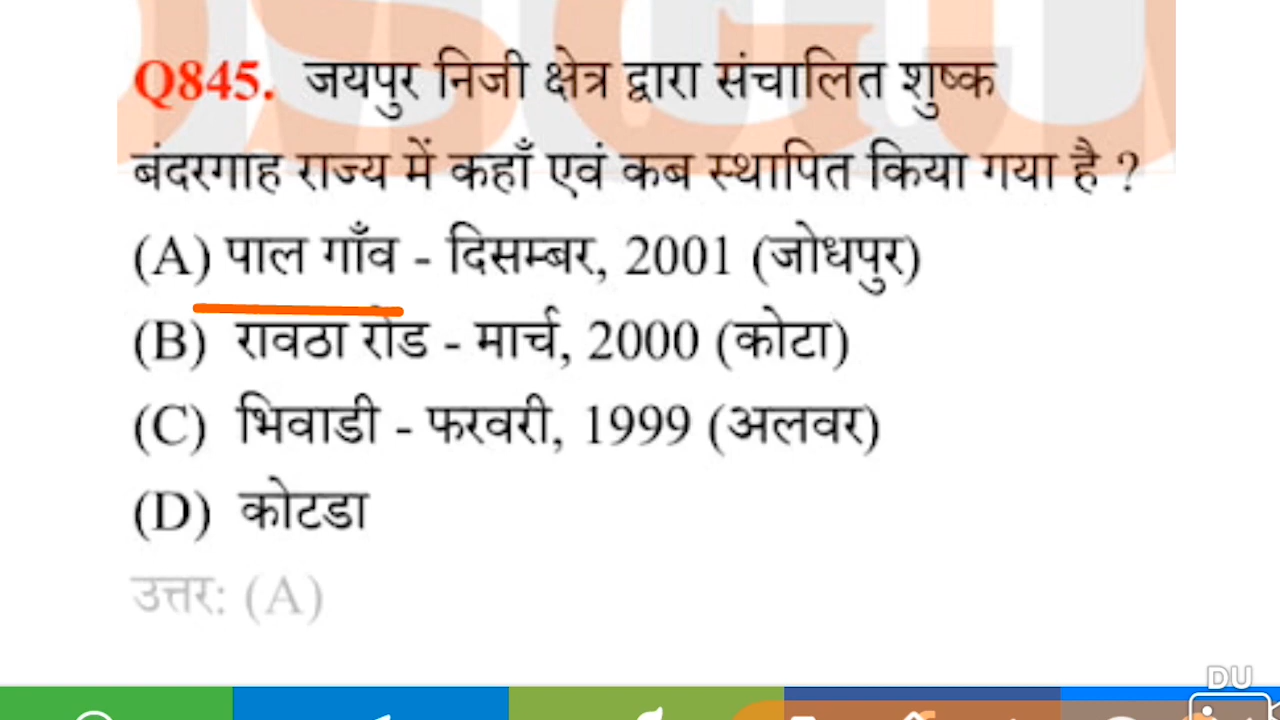 Q845. जयपुर निजी क्षेत्र द्वारा संचालित शुष्क
बंदरगाह राज्य में कहाँ एवं कब स्थापित किया गया है ?
(A) पाल गाँव - दिसम्बर, 2001 (जोधपुर)
(B) रावठा रोड - मार्च, 2000 (कोटा)
(C) भिवाडी - फरवरी, 1999 (अलवर)
(D) कोटडा
उत्तर: (A)
DU